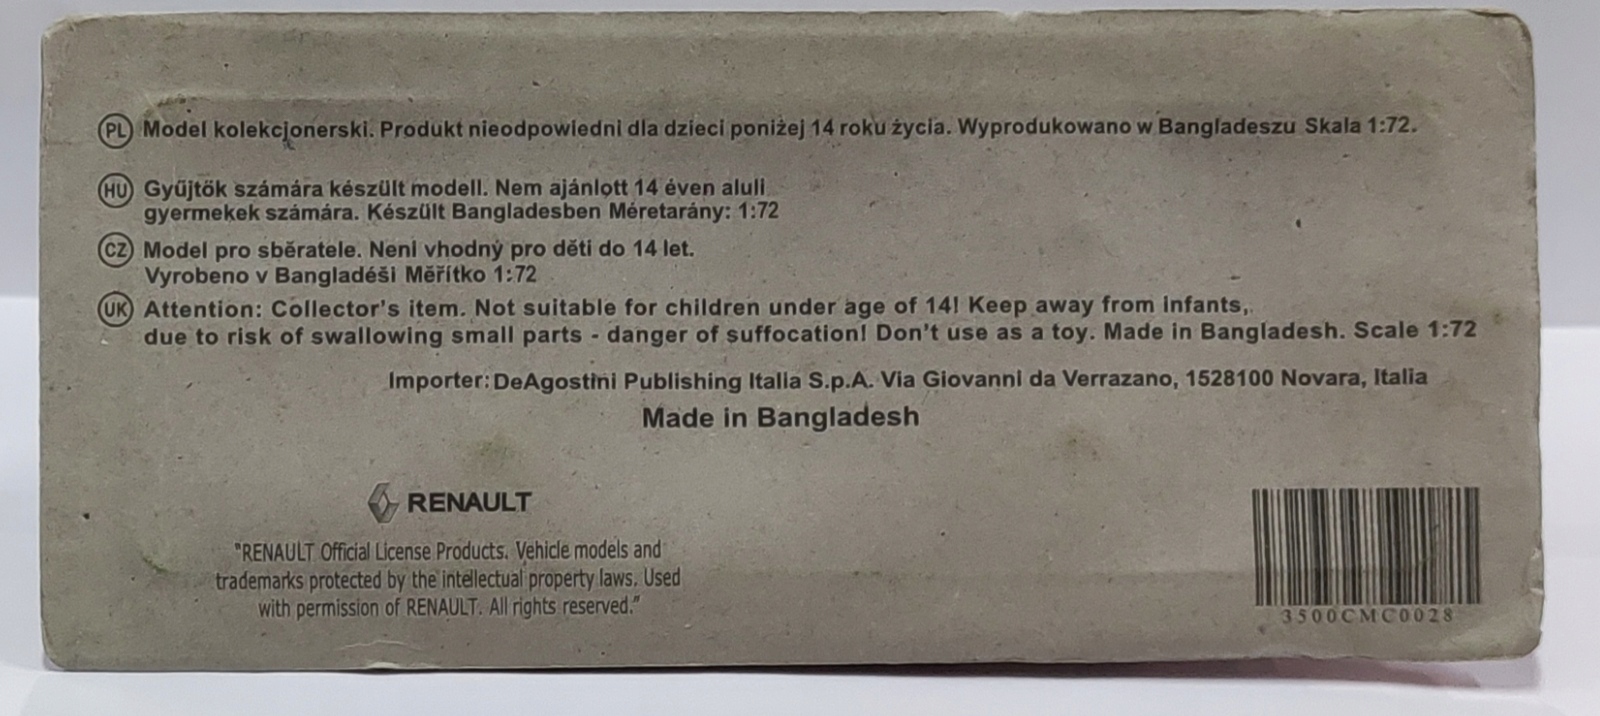 PL Model kolekcjonerski. Produkt nieodpowiedni dla dzieci poniżej 14 roku życia. Wyprodukowano w Bangladeszu Skala 1:72.
HU Gyűjtők számára készült modell. Nem ajánlott 14 éven aluli
gyermekek számára. Készült Bangladesben Méretarány: 1:72
CZ Model pro sběratele. Neni vhodný pro děti do 14 let.
Vyrobeno v Bangladéši Měřítko 1:72
UK Attention: Collector's item. Not suitable for children under age of 14! Keep away from infants,
due to risk of swallowing small parts - danger of suffocation! Don't use as a toy. Made in Bangladesh. Scale 1:72
Importer: DeAgostini Publishing Italia S.p.A. Via Giovanni da Verrazano, 1528100 Novara, Italia
Made in Bangladesh
RENAULT
"RENAULT Official License Products. Vehicle models and
trademarks protected by the intellectual property laws. Used
with permission of RENAULT. All rights reserved."
3500CMC0028